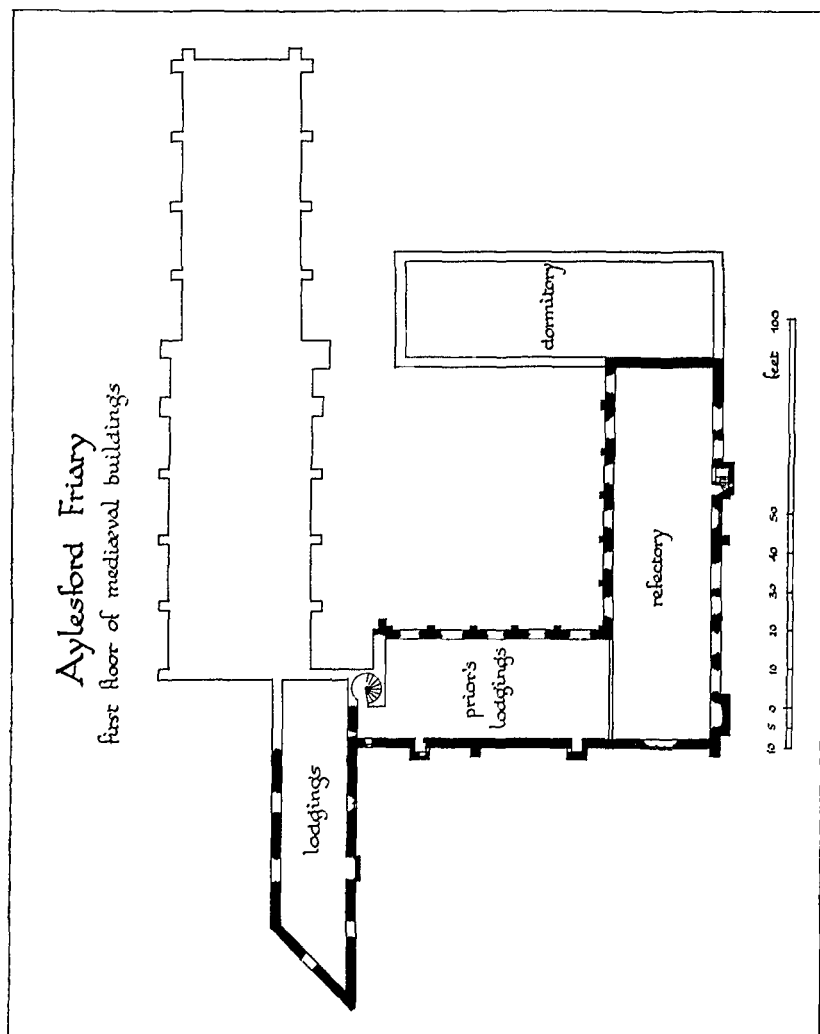 Aylesford Friary
first floor of mediæval buildings
dormitory
refectory
prior's
lodgings
lodgings
10 5 0 10 20 30 40 50 100
feet